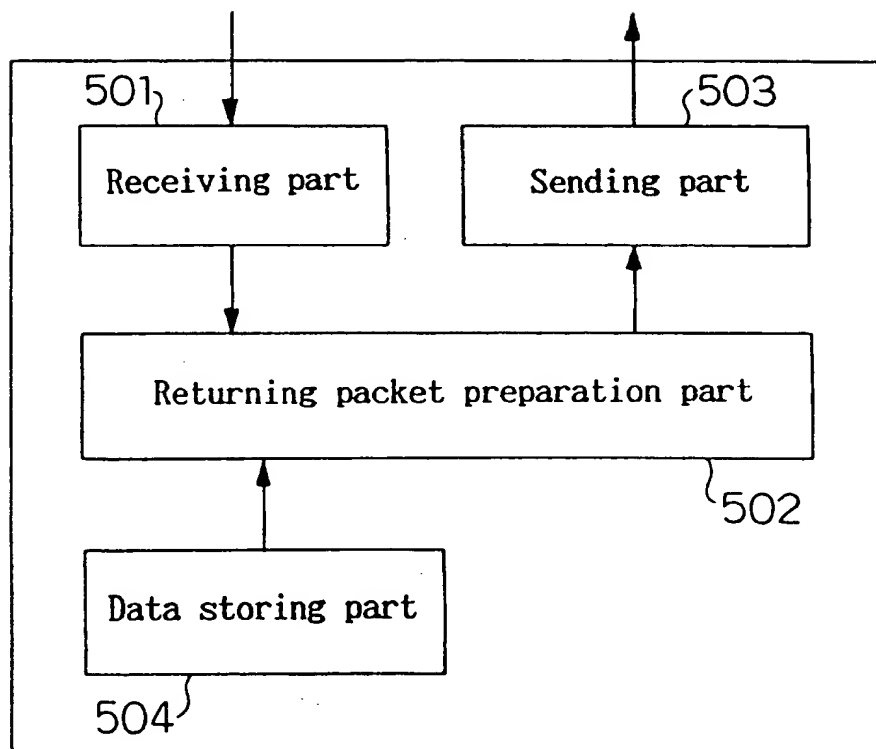 501
503
Receiving part
Sending part
Returning packet preparation part
502
Data storing part
504